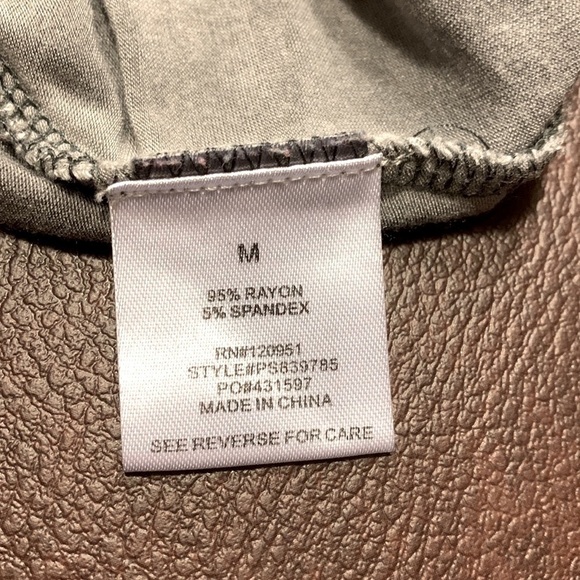 M
95% RAYON
5% SPANDEX
RN#120951
STYLE#PS839785
PO#431597
MADE IN CHINA
SEE REVERSE FOR CARE